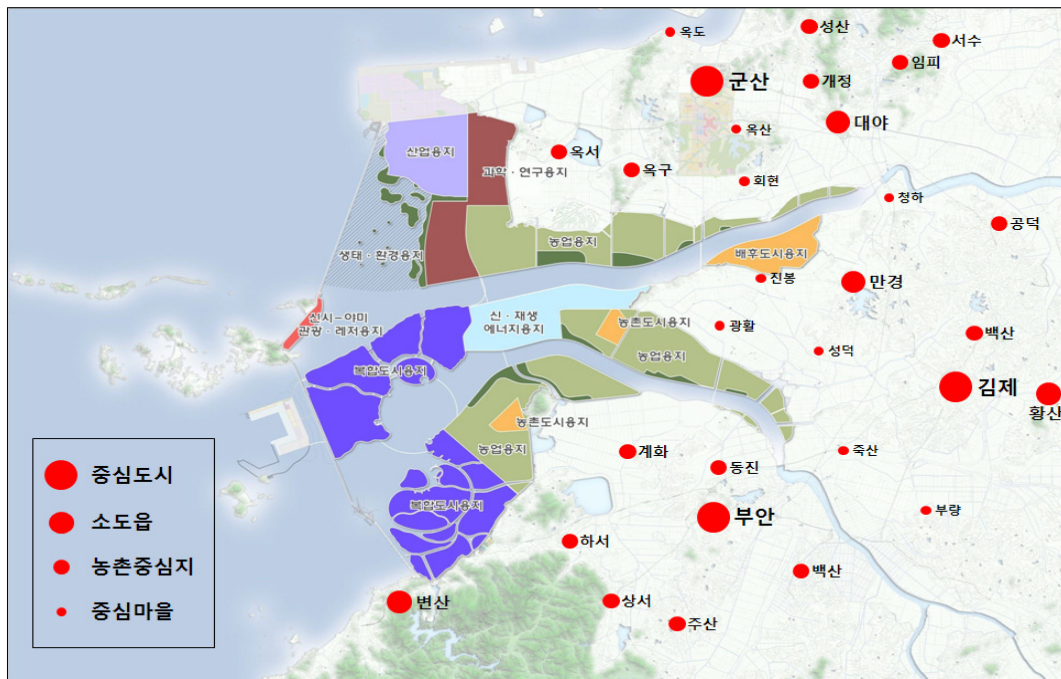 옥도
성산
서수
임피
군산
개정
대야
옥산
산업용지
옥서
과학·연구용지
옥구
회현
청하
공덕
농업용지
생태·환경용지
배후도시용지
진봉
만경
신시-야미
관광·레저용지
신·재생
에너지용지
농촌도시용지
광활
백산
성덕
농업용지
복합도시용지
김제
황산
농촌도시용지
농업용지
계화
동진
죽산
중심도시
소도읍
농촌중심지
중심마을
복합도시용지
부안
부량
하서
백산
변산
상서
주산